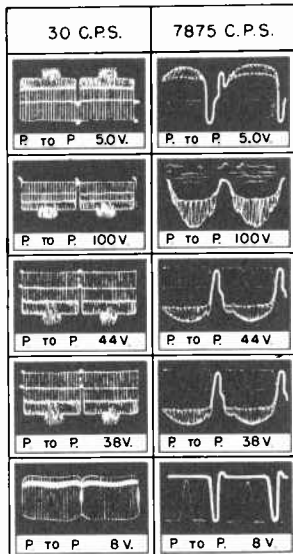 30 C.P.S. 7875 C.P.S.
P. TO P 5.0V. P. TO P. 5.0V.
P. TO P. 100V. P. TO P. 100V.
P TO P. 44V. P. TO P. 44V.
P. TO P. 38V. P. TO P. 38V.
P TO P 8V. P. TO P. 8V.